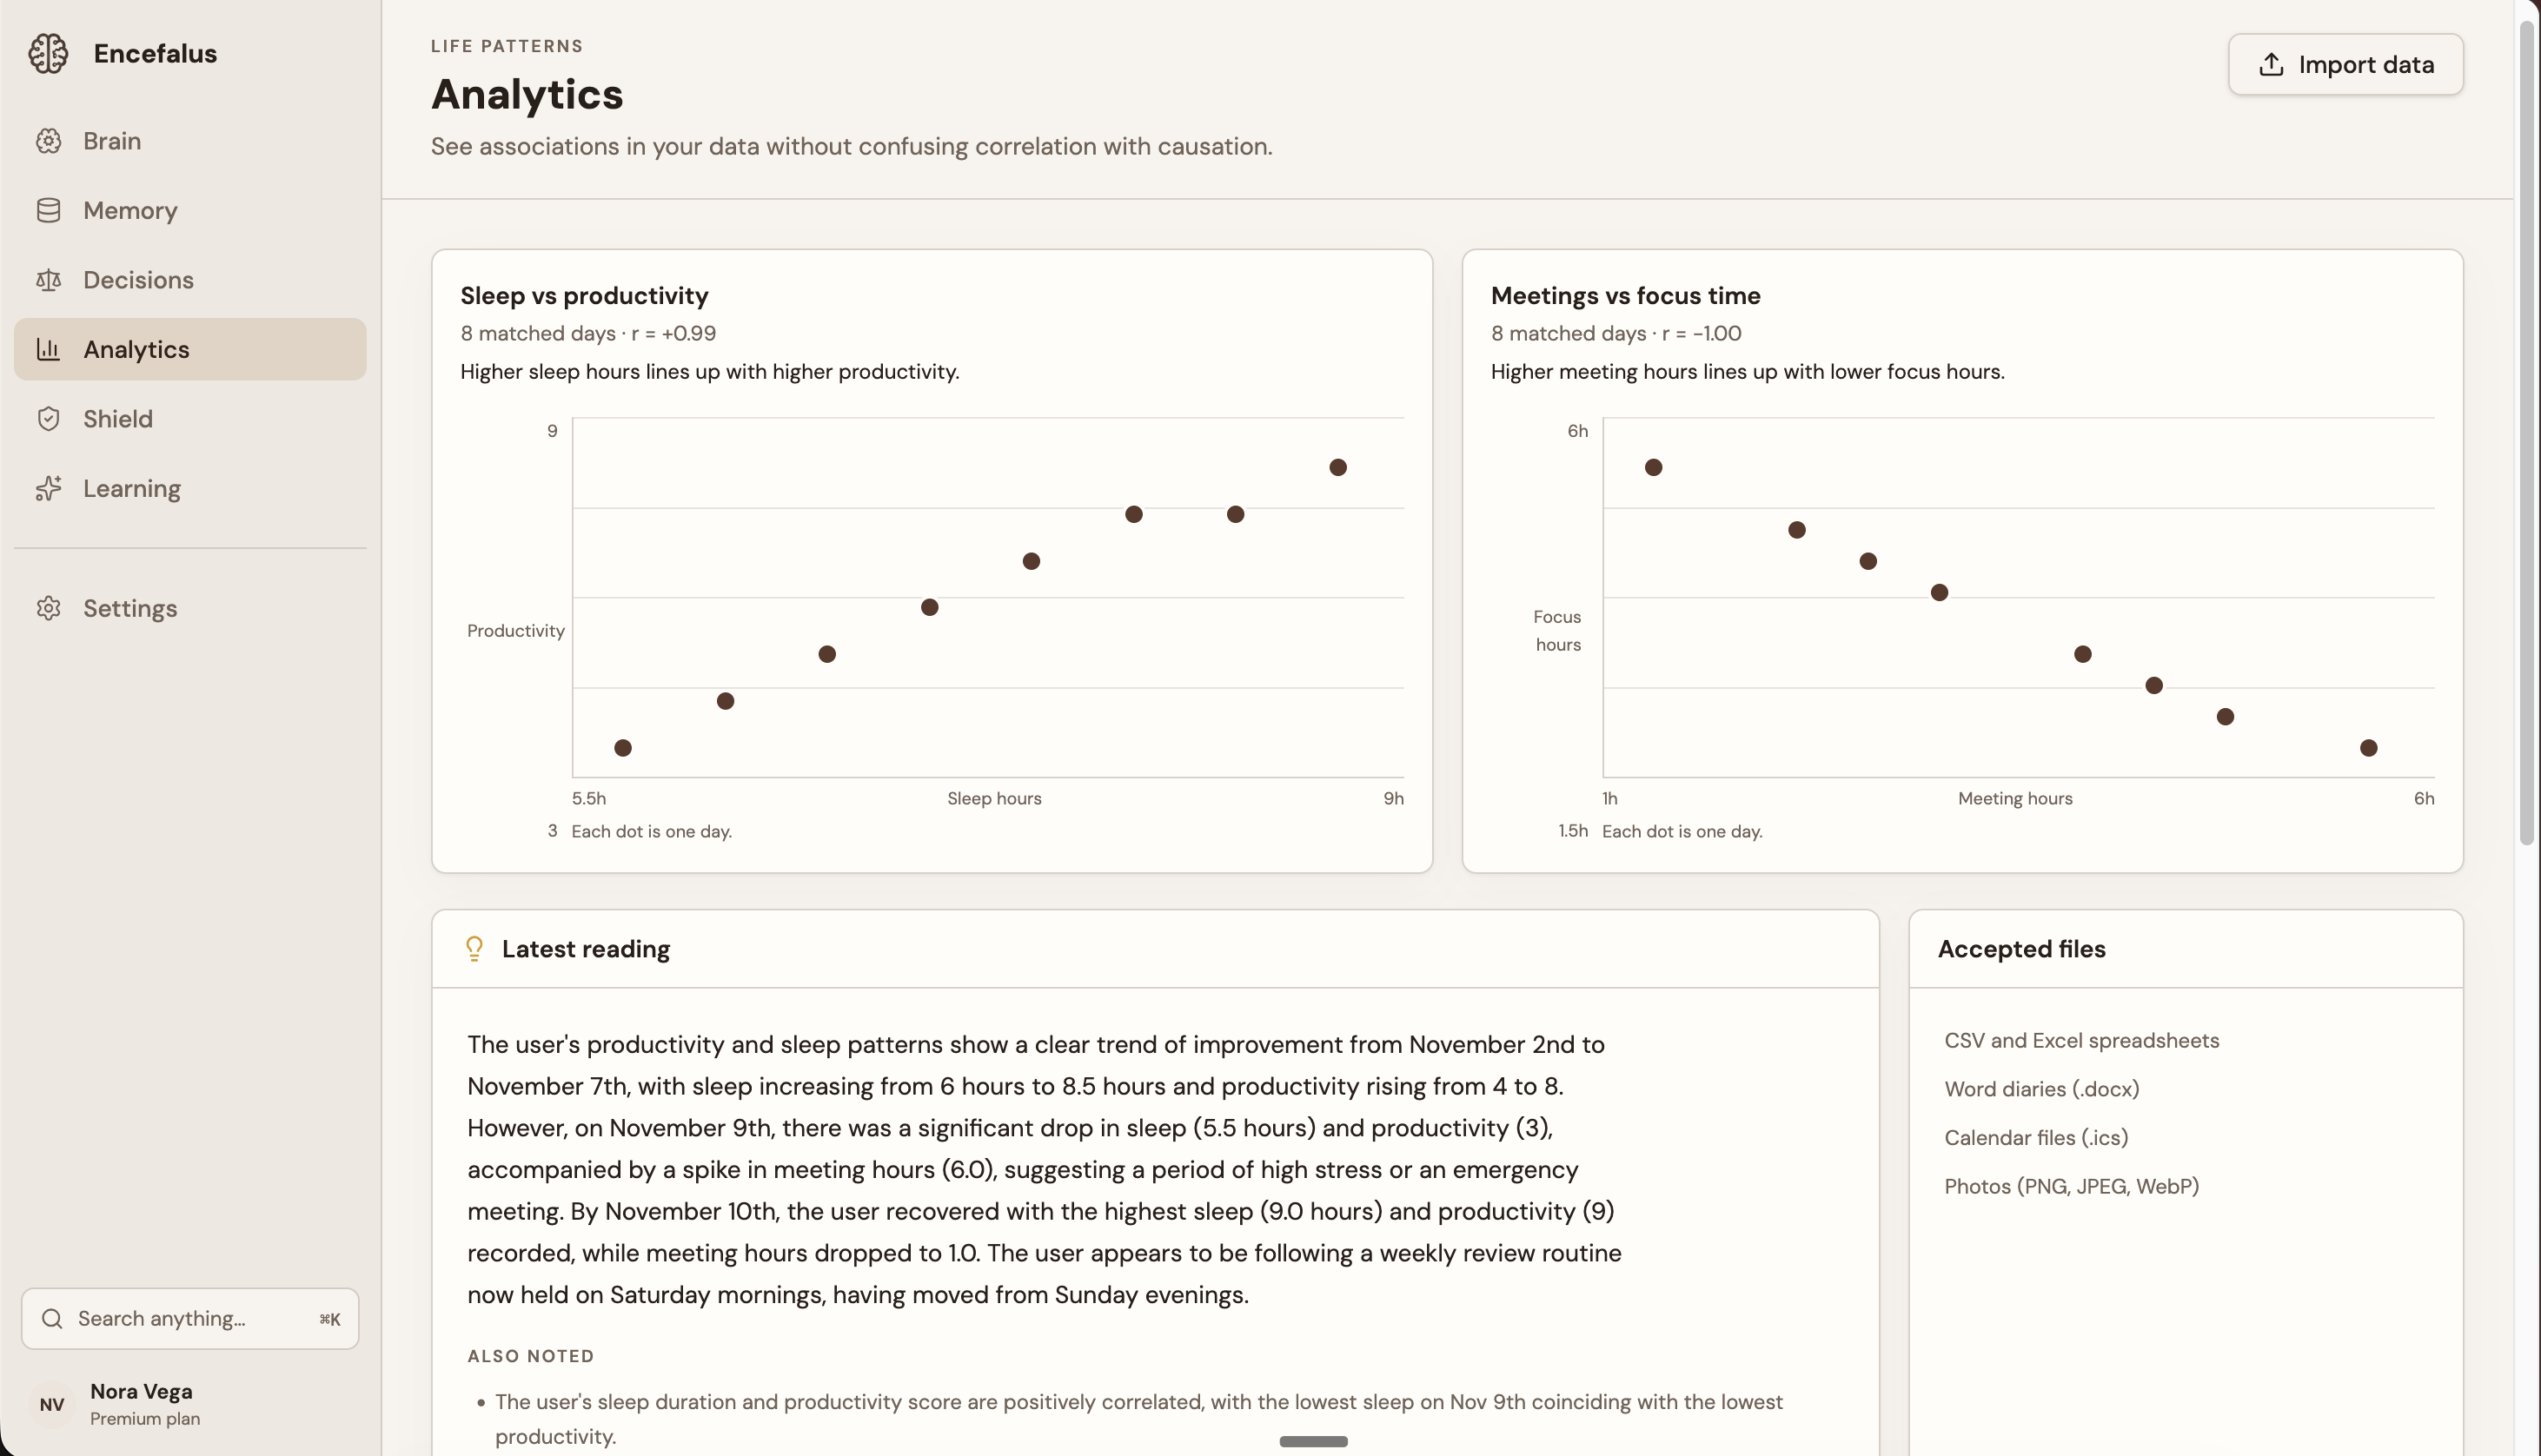 Encefalus
Brain
Memory
Decisions
Analytics
Shield
Learning
Settings
Search anything...
⌘K
NV
Nora Vega
Premium plan
LIFE PATTERNS
Analytics
See associations in your data without confusing correlation with causation.
Import data
Sleep vs productivity
8 matched days · r = +0.99
Higher sleep hours lines up with higher productivity.
9
Productivity
5.5h
Sleep hours
9h
3
Each dot is one day.
Meetings vs focus time
8 matched days · r = −1.00
Higher meeting hours lines up with lower focus hours.
6h
Focus
hours
1h
Meeting hours
6h
1.5h
Each dot is one day.
Latest reading
The user's productivity and sleep patterns show a clear trend of improvement from November 2nd to
November 7th, with sleep increasing from 6 hours to 8.5 hours and productivity rising from 4 to 8.
However, on November 9th, there was a significant drop in sleep (5.5 hours) and productivity (3),
accompanied by a spike in meeting hours (6.0), suggesting a period of high stress or an emergency
meeting. By November 10th, the user recovered with the highest sleep (9.0 hours) and productivity (9)
recorded, while meeting hours dropped to 1.0. The user appears to be following a weekly review routine
now held on Saturday mornings, having moved from Sunday evenings.
ALSO NOTED
• The user's sleep duration and productivity score are positively correlated, with the lowest sleep on Nov 9th coinciding with the lowest
productivity.
Accepted files
CSV and Excel spreadsheets
Word diaries (.docx)
Calendar files (.ics)
Photos (PNG, JPEG, WebP)